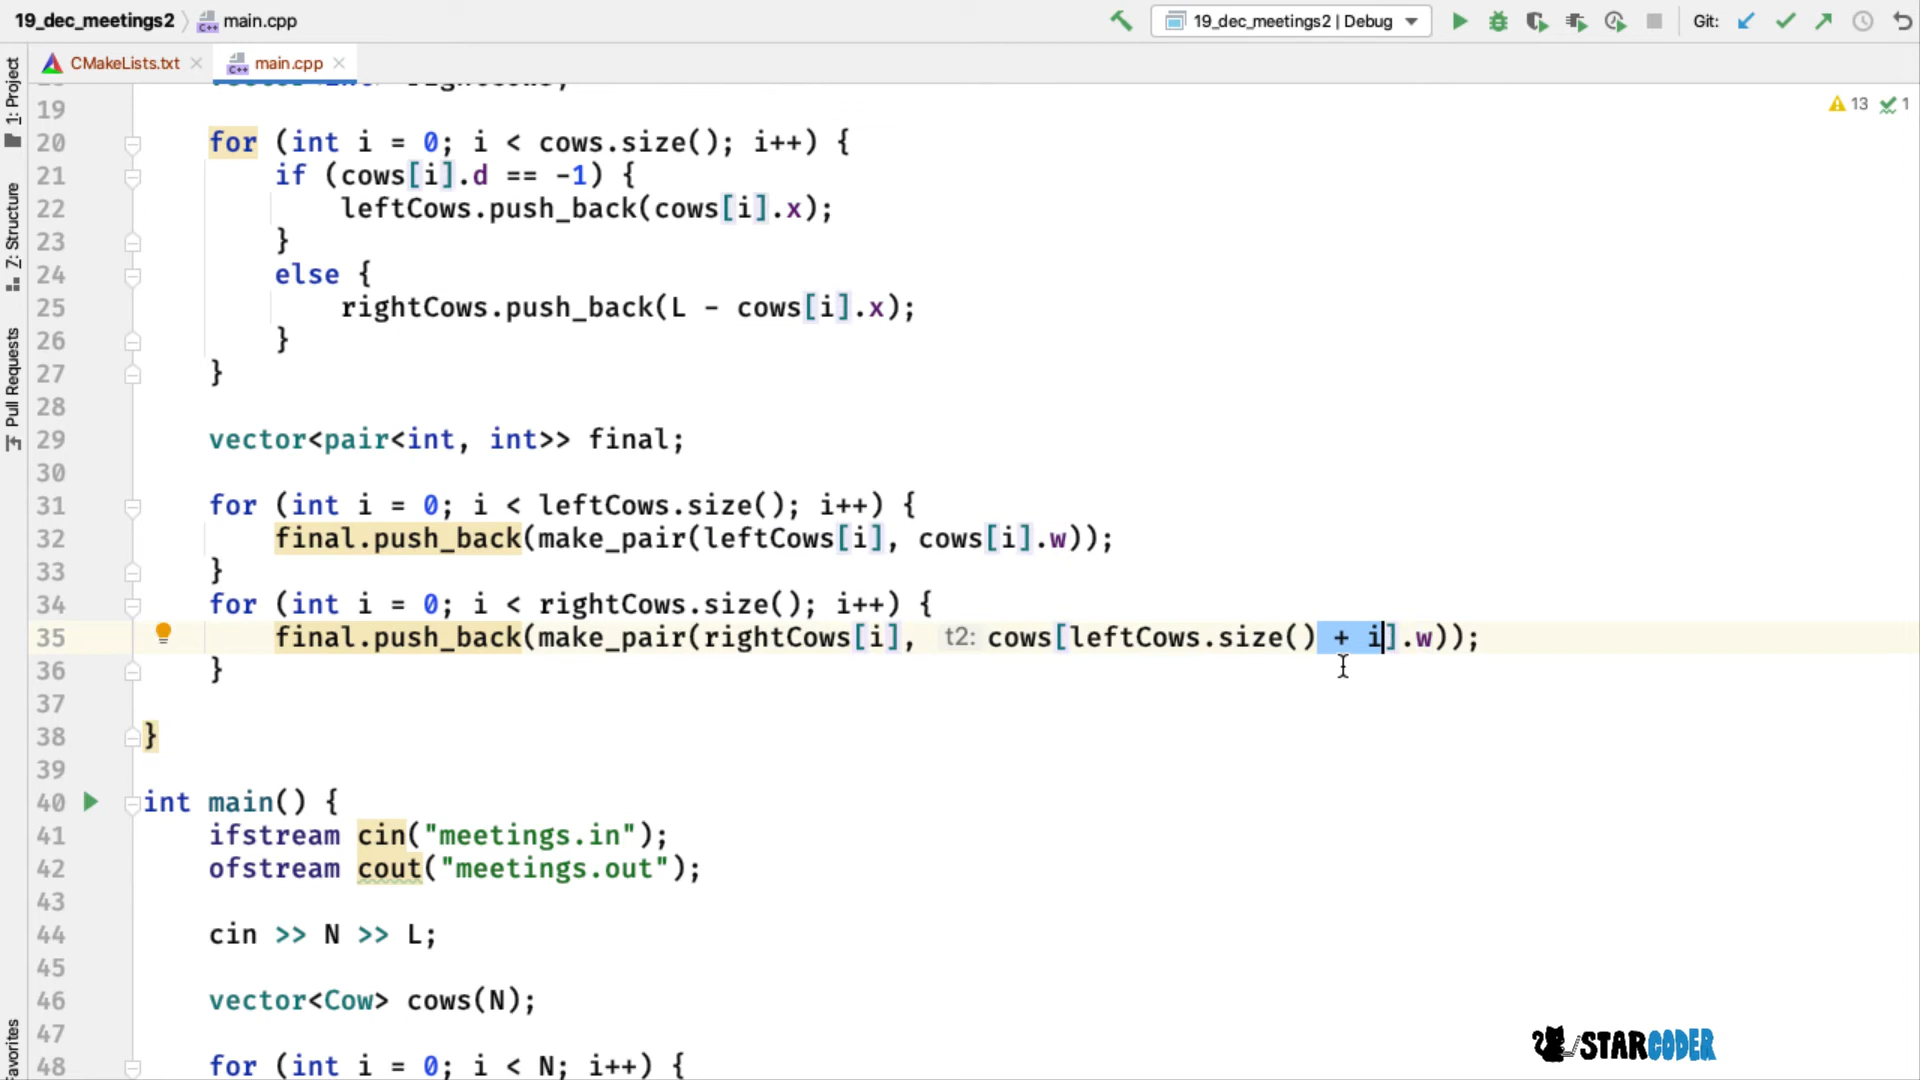 19_dec_meetings2 main.cpp 19_dec_meetings2 | Debug Git:
CMakeLists.txt main.cpp
1: Project
Z: Structure
Pull Requests
Favorites
13 1
19
20 for (int i = 0; i < cows.size(); i++) {
21 if (cows[i].d == -1) {
22 leftCows.push_back(cows[i].x);
23 }
24 else {
25 rightCows.push_back(L - cows[i].x);
26 }
27 }
28
29 vector<pair<int, int>> final;
30
31 for (int i = 0; i < leftCows.size(); i++) {
32 final.push_back(make_pair(leftCows[i], cows[i].w));
33 }
34 for (int i = 0; i < rightCows.size(); i++) {
35 final.push_back(make_pair(rightCows[i], t2: cows[leftCows.size() + i].w));
36 }
37
38 }
39
40 int main() {
41 ifstream cin("meetings.in");
42 ofstream cout("meetings.out");
43
44 cin >> N >> L;
45
46 vector<Cow> cows(N);
47
48 for (int i = 0; i < N; i++) {
STARCODER